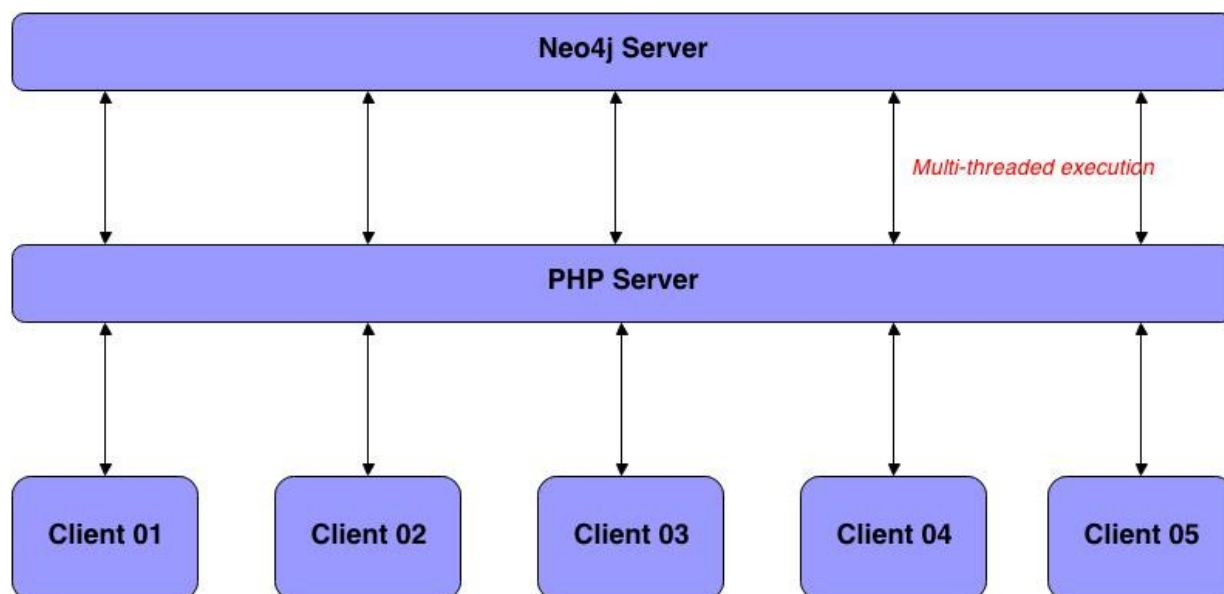 Neo4j Server
Multi-threaded execution
PHP Server
Client 01
Client 02
Client 03
Client 04
Client 05